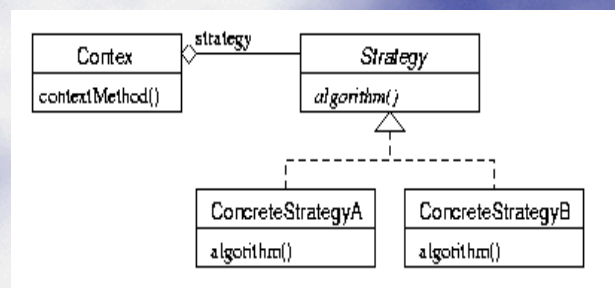 strategy
Contex
Strategy
contextMethod()
algorithm()
ConcreteStrategyA
ConcreteStrategyB
algorithm()
algorithm()